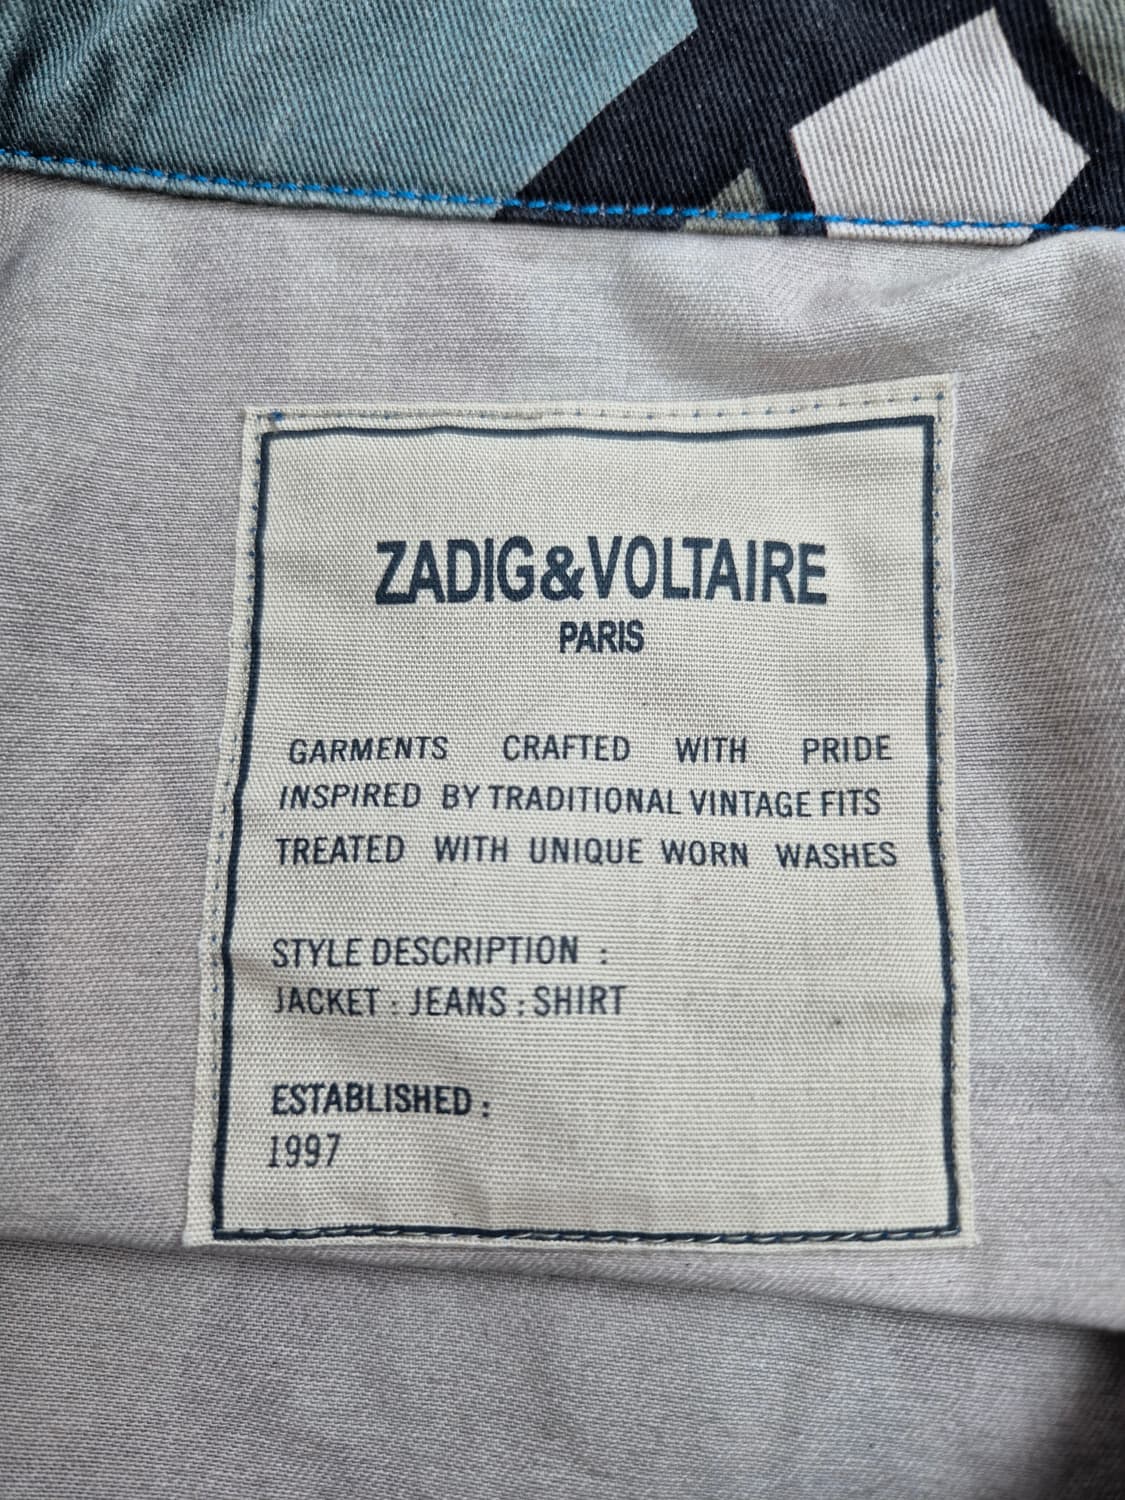 ZADIG&VOLTAIRE
PARIS
GARMENTS CRAFTED WITH PRIDE
INSPIRED BY TRADITIONAL VINTAGE FITS
TREATED WITH UNIQUE WORN WASHES
STYLE DESCRIPTION :
JACKET : JEANS : SHIRT
ESTABLISHED :
1997